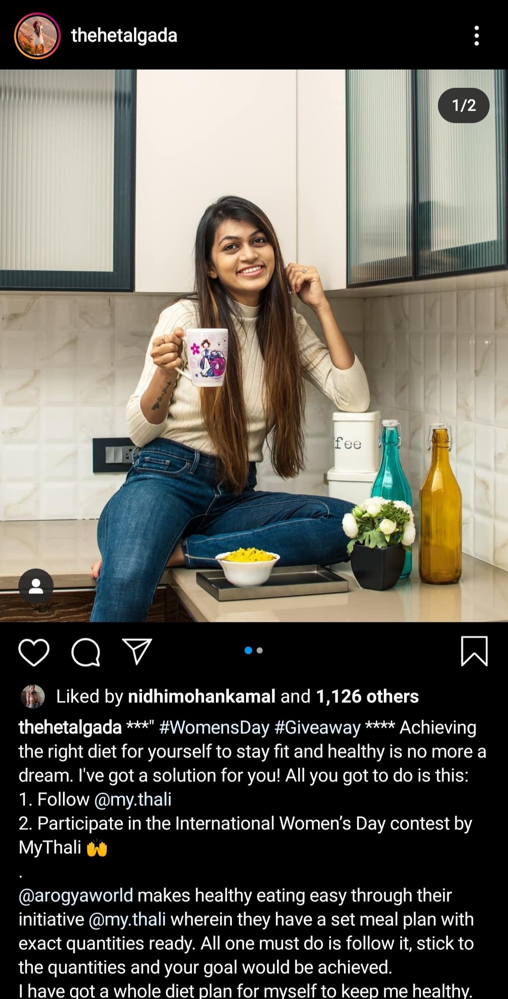 thehetalgada
1/2
fee
Liked by nidhimohankamal and 1,126 others
thehetalgada ***" #WomensDay #Giveaway **** Achieving
the right diet for yourself to stay fit and healthy is no more a
dream. I've got a solution for you! All you got to do is this:
1. Follow @my.thali
2. Participate in the International Women’s Day contest by
MyThali 🙌
.
@arogyaworld makes healthy eating easy through their
initiative @my.thali wherein they have a set meal plan with
exact quantities ready. All one must do is follow it, stick to
the quantities and your goal would be achieved.
I have got a whole diet plan for myself to keep me healthy.